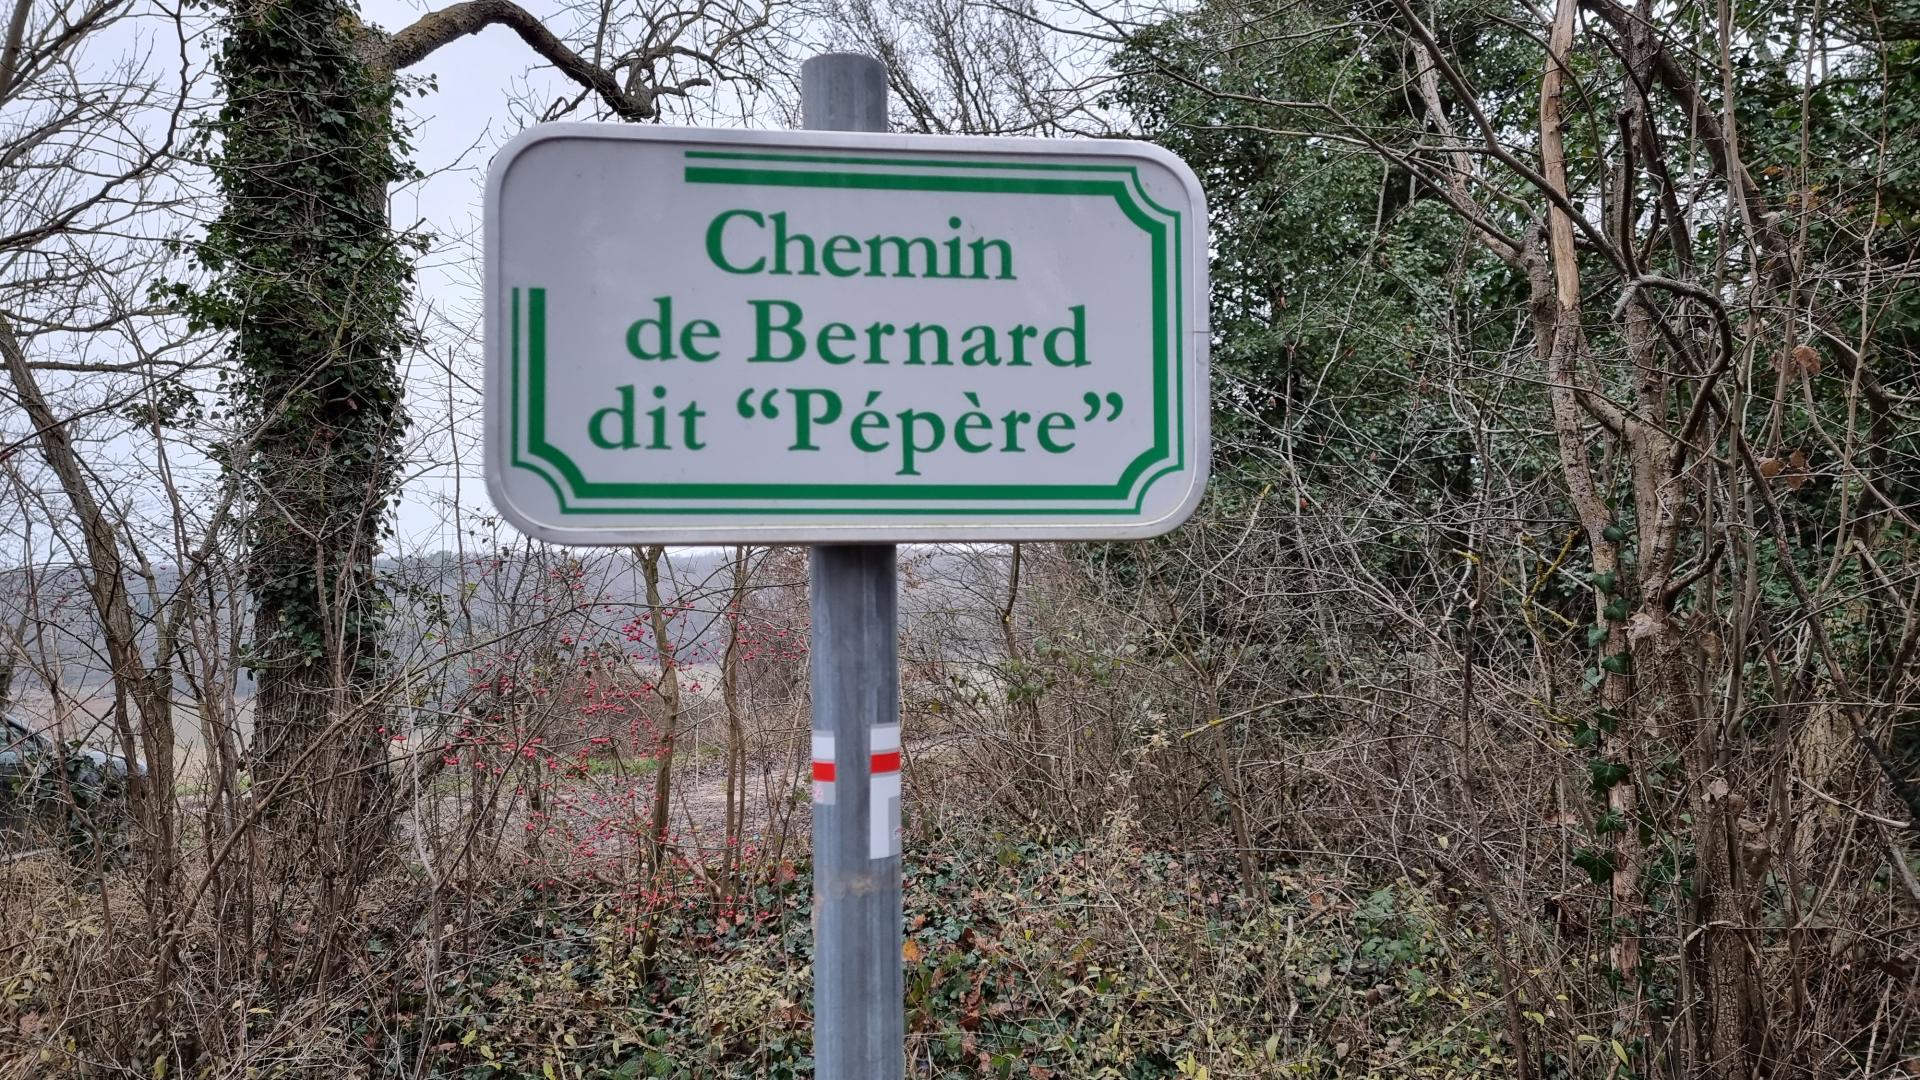 Chemin
de Bernard
dit “Pépère”